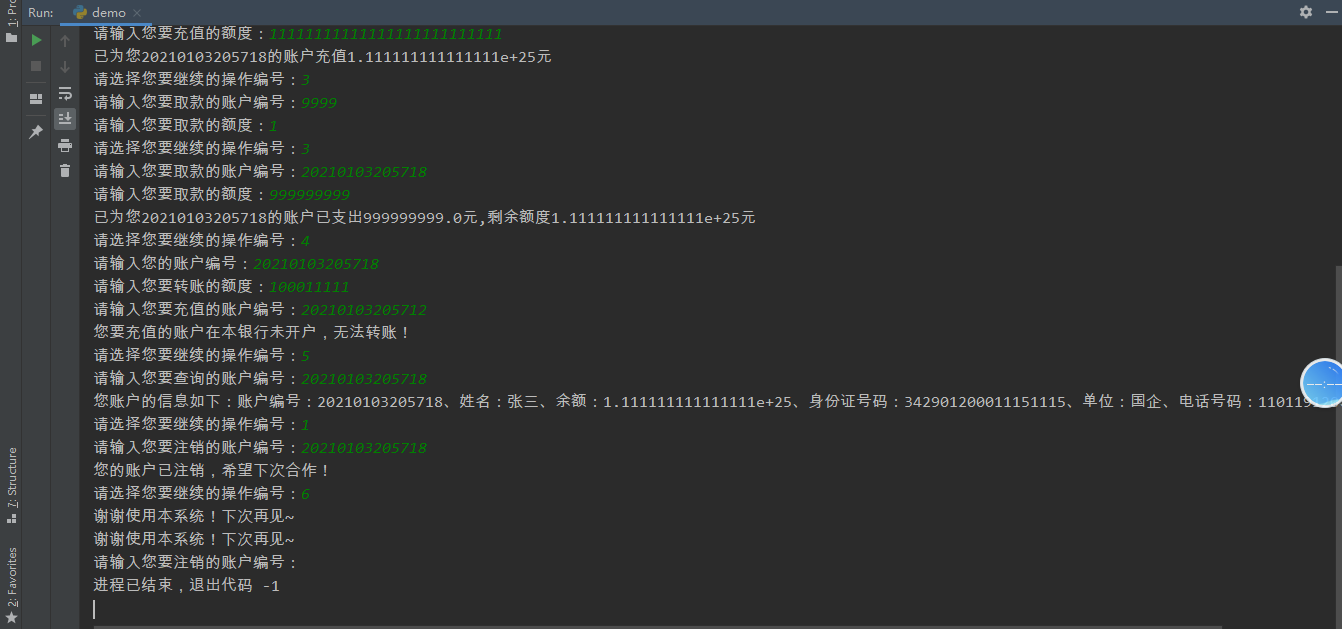 Run:
demo
1: Pr
请输入您要充值的额度：11111111111111111111111111
已为您20210103205718的账户充值1.111111111111111e+25元
请选择您要继续的操作编号：3
请输入您要取款的账户编号：9999
请输入您要取款的额度：1
请选择您要继续的操作编号：3
请输入您要取款的账户编号：20210103205718
请输入您要取款的额度：999999999
已为您20210103205718的账户已支出999999999.0元,剩余额度1.111111111111111e+25元
请选择您要继续的操作编号：4
请输入您的账户编号：20210103205718
请输入您要转账的额度：100011111
请输入您要充值的账户编号：20210103205712
您要充值的账户在本银行未开户，无法转账！
请选择您要继续的操作编号：5
请输入您要查询的账户编号：20210103205718
您账户的信息如下：账户编号：20210103205718、姓名：张三、余额：1.111111111111111e+25、身份证号码：342901200011151115、单位：国企、电话号码：110119
请选择您要继续的操作编号：1
请输入您要注销的账户编号：20210103205718
您的账户已注销，希望下次合作！
请选择您要继续的操作编号：6
谢谢使用本系统！下次再见~
谢谢使用本系统！下次再见~
请输入您要注销的账户编号：
进程已结束，退出代码 -1
7: Structure
2: Favorites
--:--